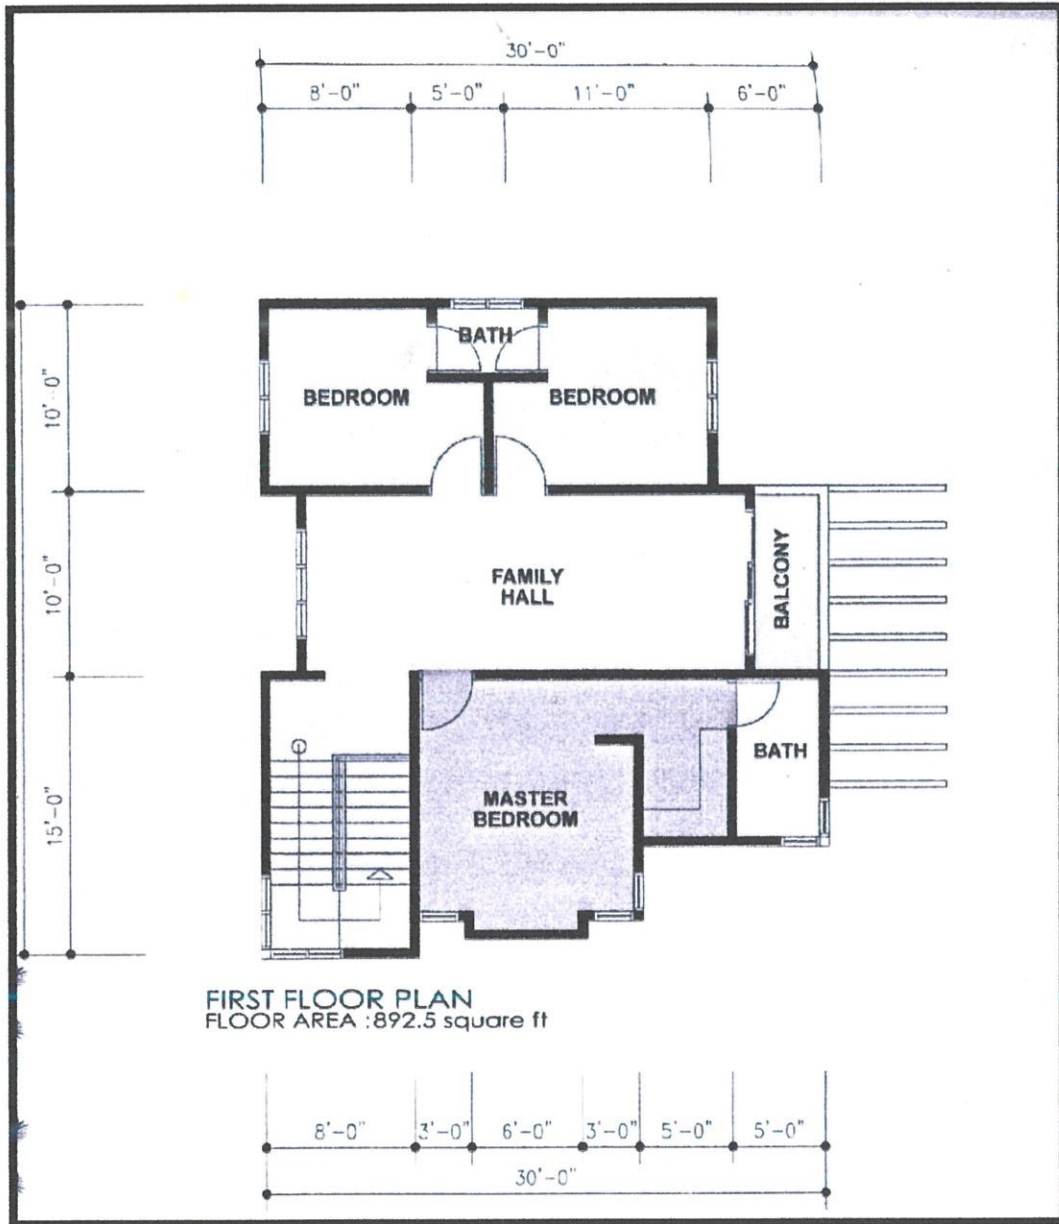 30'-0"
8'-0" 5'-0" 11'-0" 6'-0"
BATH
BEDROOM BEDROOM
10'-0"
FAMILY
HALL
BALCONY
10'-0"
BATH
MASTER
BEDROOM
15'-0"
FIRST FLOOR PLAN
FLOOR AREA :892.5 square ft
8'-0" 3'-0" 6'-0" 3'-0" 5'-0" 5'-0"
30'-0"